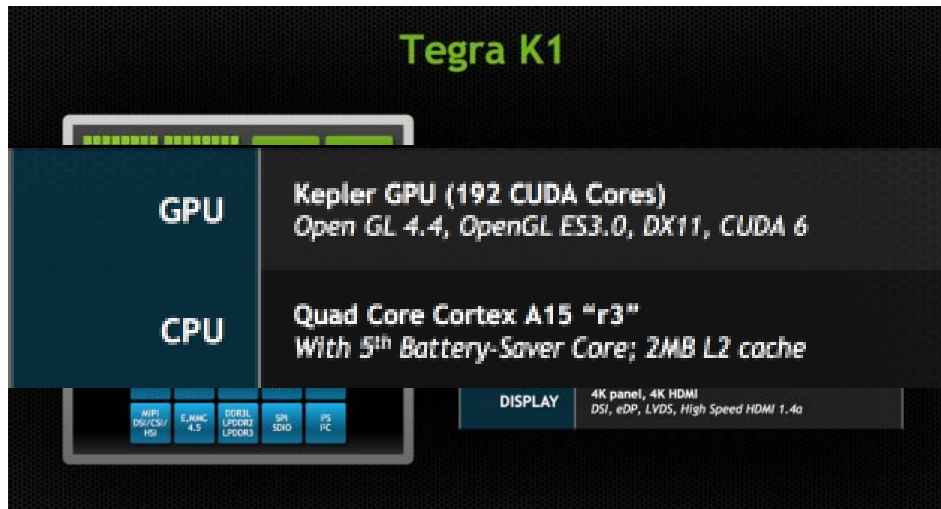 Tegra K1
GPU
Kepler GPU (192 CUDA Cores)
Open GL 4.4, OpenGL ES3.0, DX11, CUDA 6
CPU
Quad Core Cortex A15 “r3”
With 5th Battery-Saver Core; 2MB L2 cache
MIPI
DSI/CSI/
HSI
E.MMC
4.5
DDR3L
LPDDR2
LPDDR3
SPI
SDIO
I²S
I²C
DISPLAY
4K panel, 4K HDMI
DSI, eDP, LVDS, High Speed HDMI 1.4a